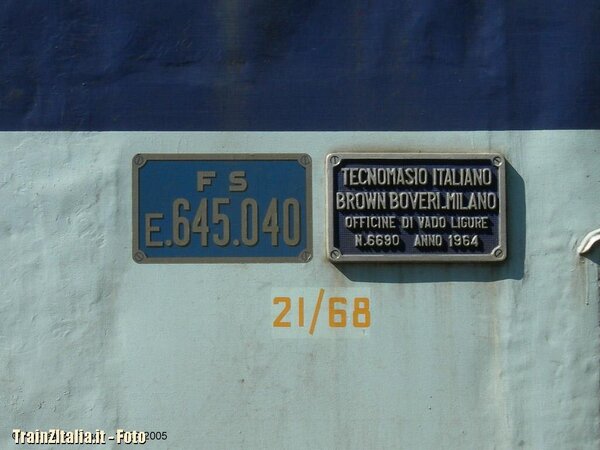 F S
E.645.040
TECNOMASIO ITALIANO
BROWN BOVERI.MILANO
OFFICINE DI VADO LIGURE
N.6690 ANNO 1964
21/68
TrainZItalia.it - Foto
2005